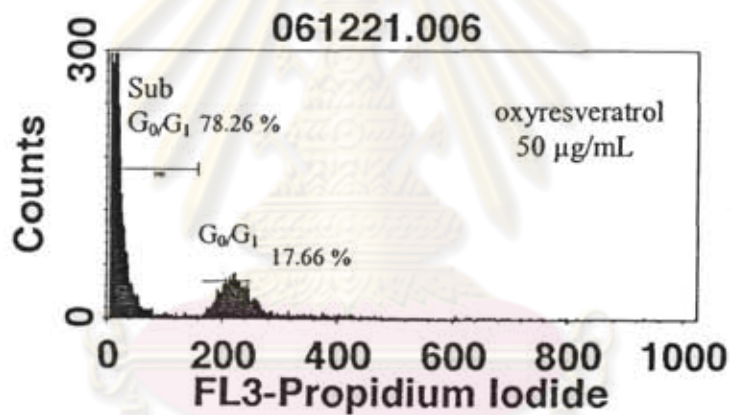 061221.006
300
Sub
G₀/G₁ 78.26 %
oxyresveratrol
50 µg/mL
Counts
G₀/G₁
17.66 %
0
0 200 400 600 800 1000
FL3-Propidium Iodide